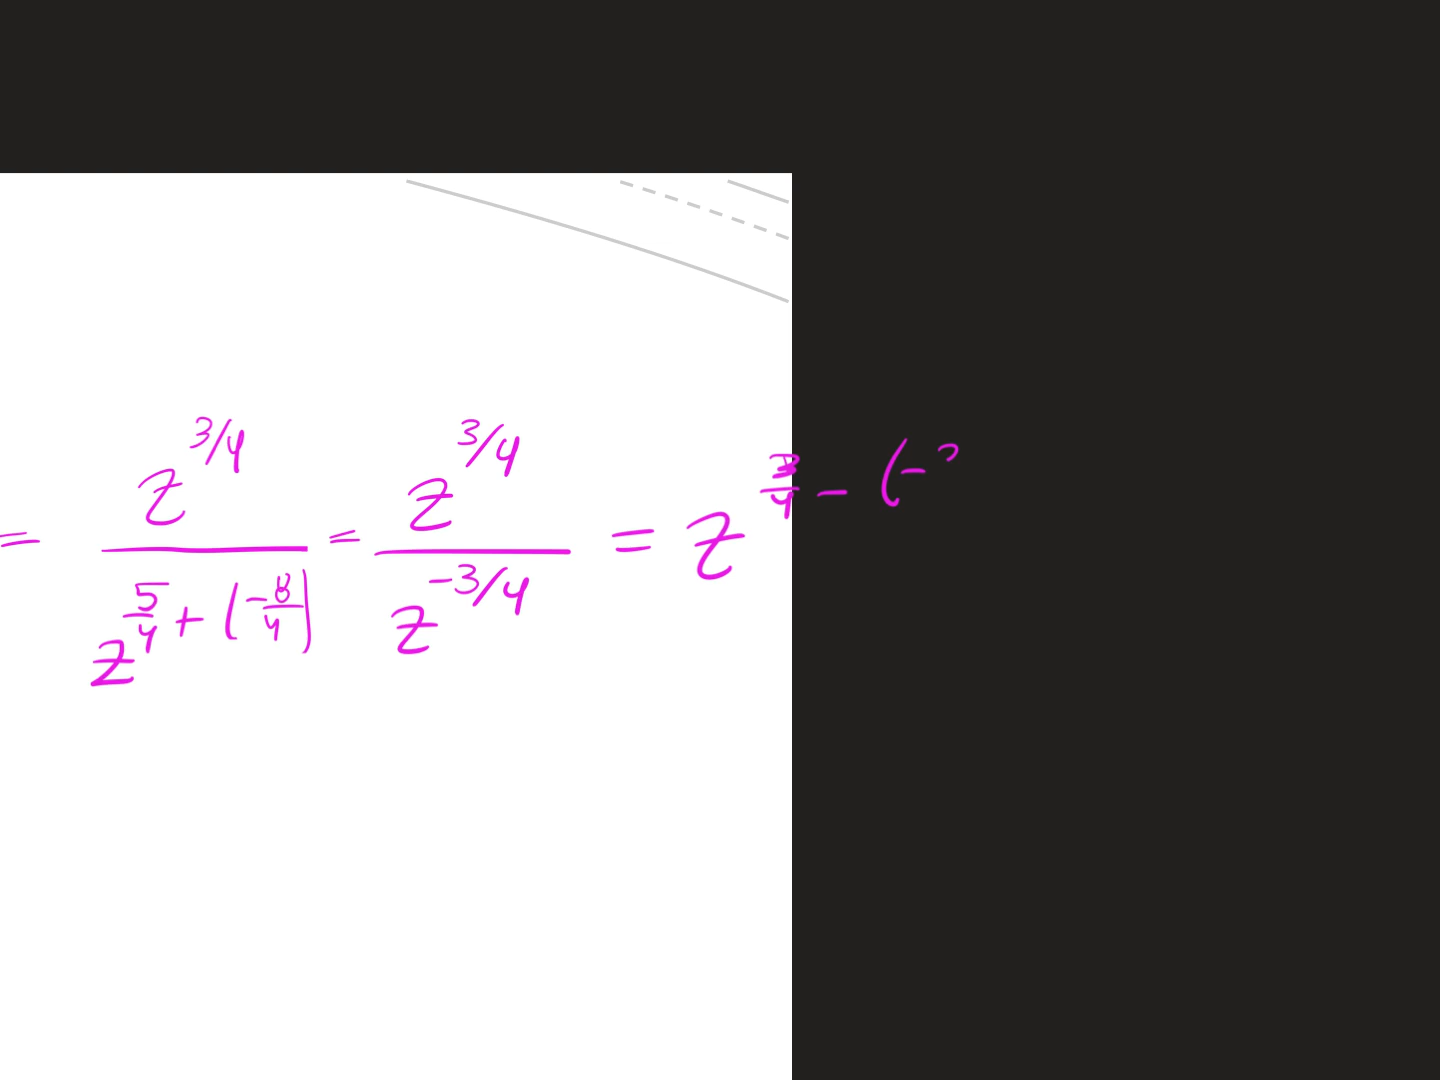 = z^{3/4} / z^{5/4 + (-8/4)} = z^{3/4} / z^{-3/4} = z^{3/4 - (-